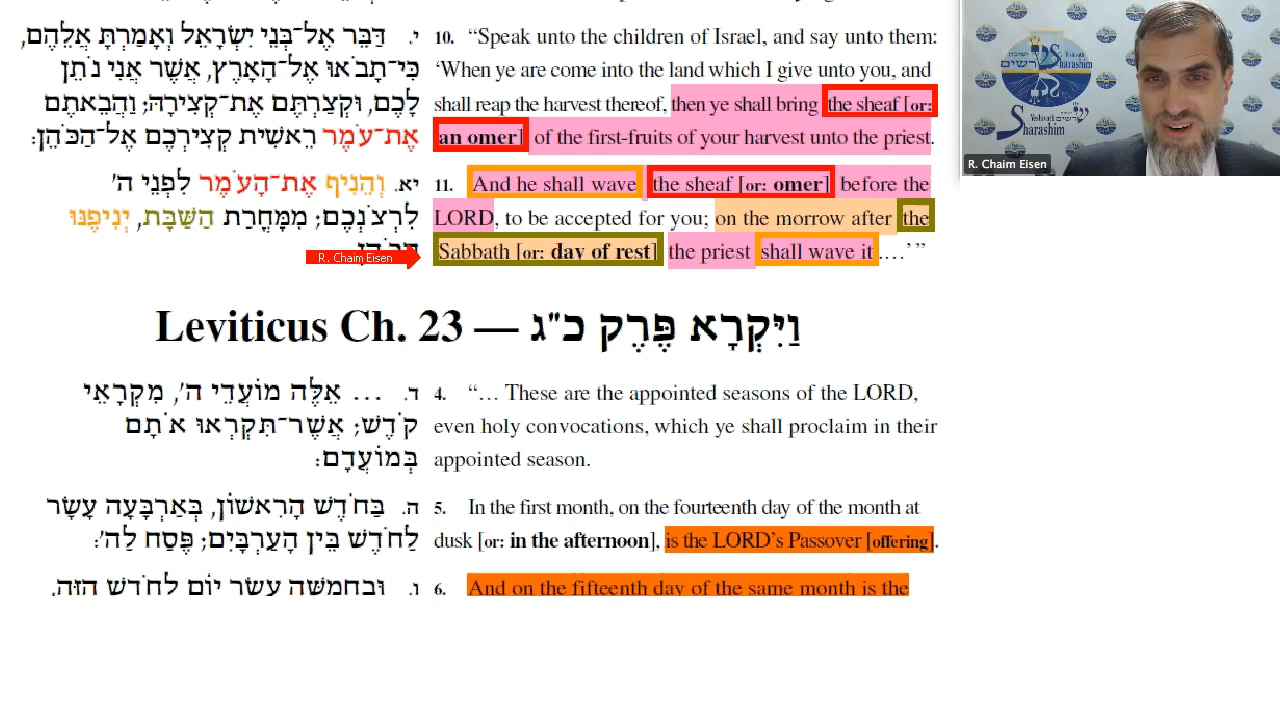 י. דַּבֵּר אֶל־בְּנֵי יִשְׂרָאֵל וְאָמַרְתָּ אֲלֵהֶם,
כִּי־תָבֹאוּ אֶל־הָאָרֶץ, אֲשֶׁר אֲנִי נֹתֵן
לָכֶם, וּקְצַרְתֶּם אֶת־קְצִירָהּ; וַהֲבֵאתֶם
אֶת־עֹמֶר רֵאשִׁית קְצִירְכֶם אֶל־הַכֹּהֵן:
10. “Speak unto the children of Israel, and say unto them:
‘When ye are come into the land which I give unto you, and
shall reap the harvest thereof, then ye shall bring the sheaf [or:
an omer] of the first-fruits of your harvest unto the priest.
יא. וְהֵנִיף אֶת־הָעֹמֶר לִפְנֵי ה׳
לִרְצֹנְכֶם; מִמָּחֳרַת הַשַּׁבָּת, יְנִיפֶנּוּ
R. Chaim Eisen
11. And he shall wave the sheaf [or: omer] before the
LORD, to be accepted for you; on the morrow after the
Sabbath [or: day of rest] the priest shall wave it ....’”
Leviticus Ch. 23 — וַיִּקְרָא פֶּרֶק כ״ג
ד. ... אֵלֶּה מוֹעֲדֵי ה׳, מִקְרָאֵי
קֹדֶשׁ; אֲשֶׁר־תִּקְרְאוּ אֹתָם
בְּמוֹעֲדָם:
4. “... These are the appointed seasons of the LORD,
even holy convocations, which ye shall proclaim in their
appointed season.
ה. בַּחֹדֶשׁ הָרִאשׁוֹן, בְּאַרְבָּעָה עָשָׂר
לַחֹדֶשׁ בֵּין הָעַרְבָּיִם; פֶּסַח לַה׳:
5. In the first month, on the fourteenth day of the month at
dusk [or: in the afternoon], is the LORD’S Passover [offering].
ו. וּבַחֲמִשָּׁה עָשָׂר יוֹם לַחֹדֶשׁ הַזֶּה,
6. And on the fifteenth day of the same month is the
Yeshivath Sharashim
R. Chaim Eisen